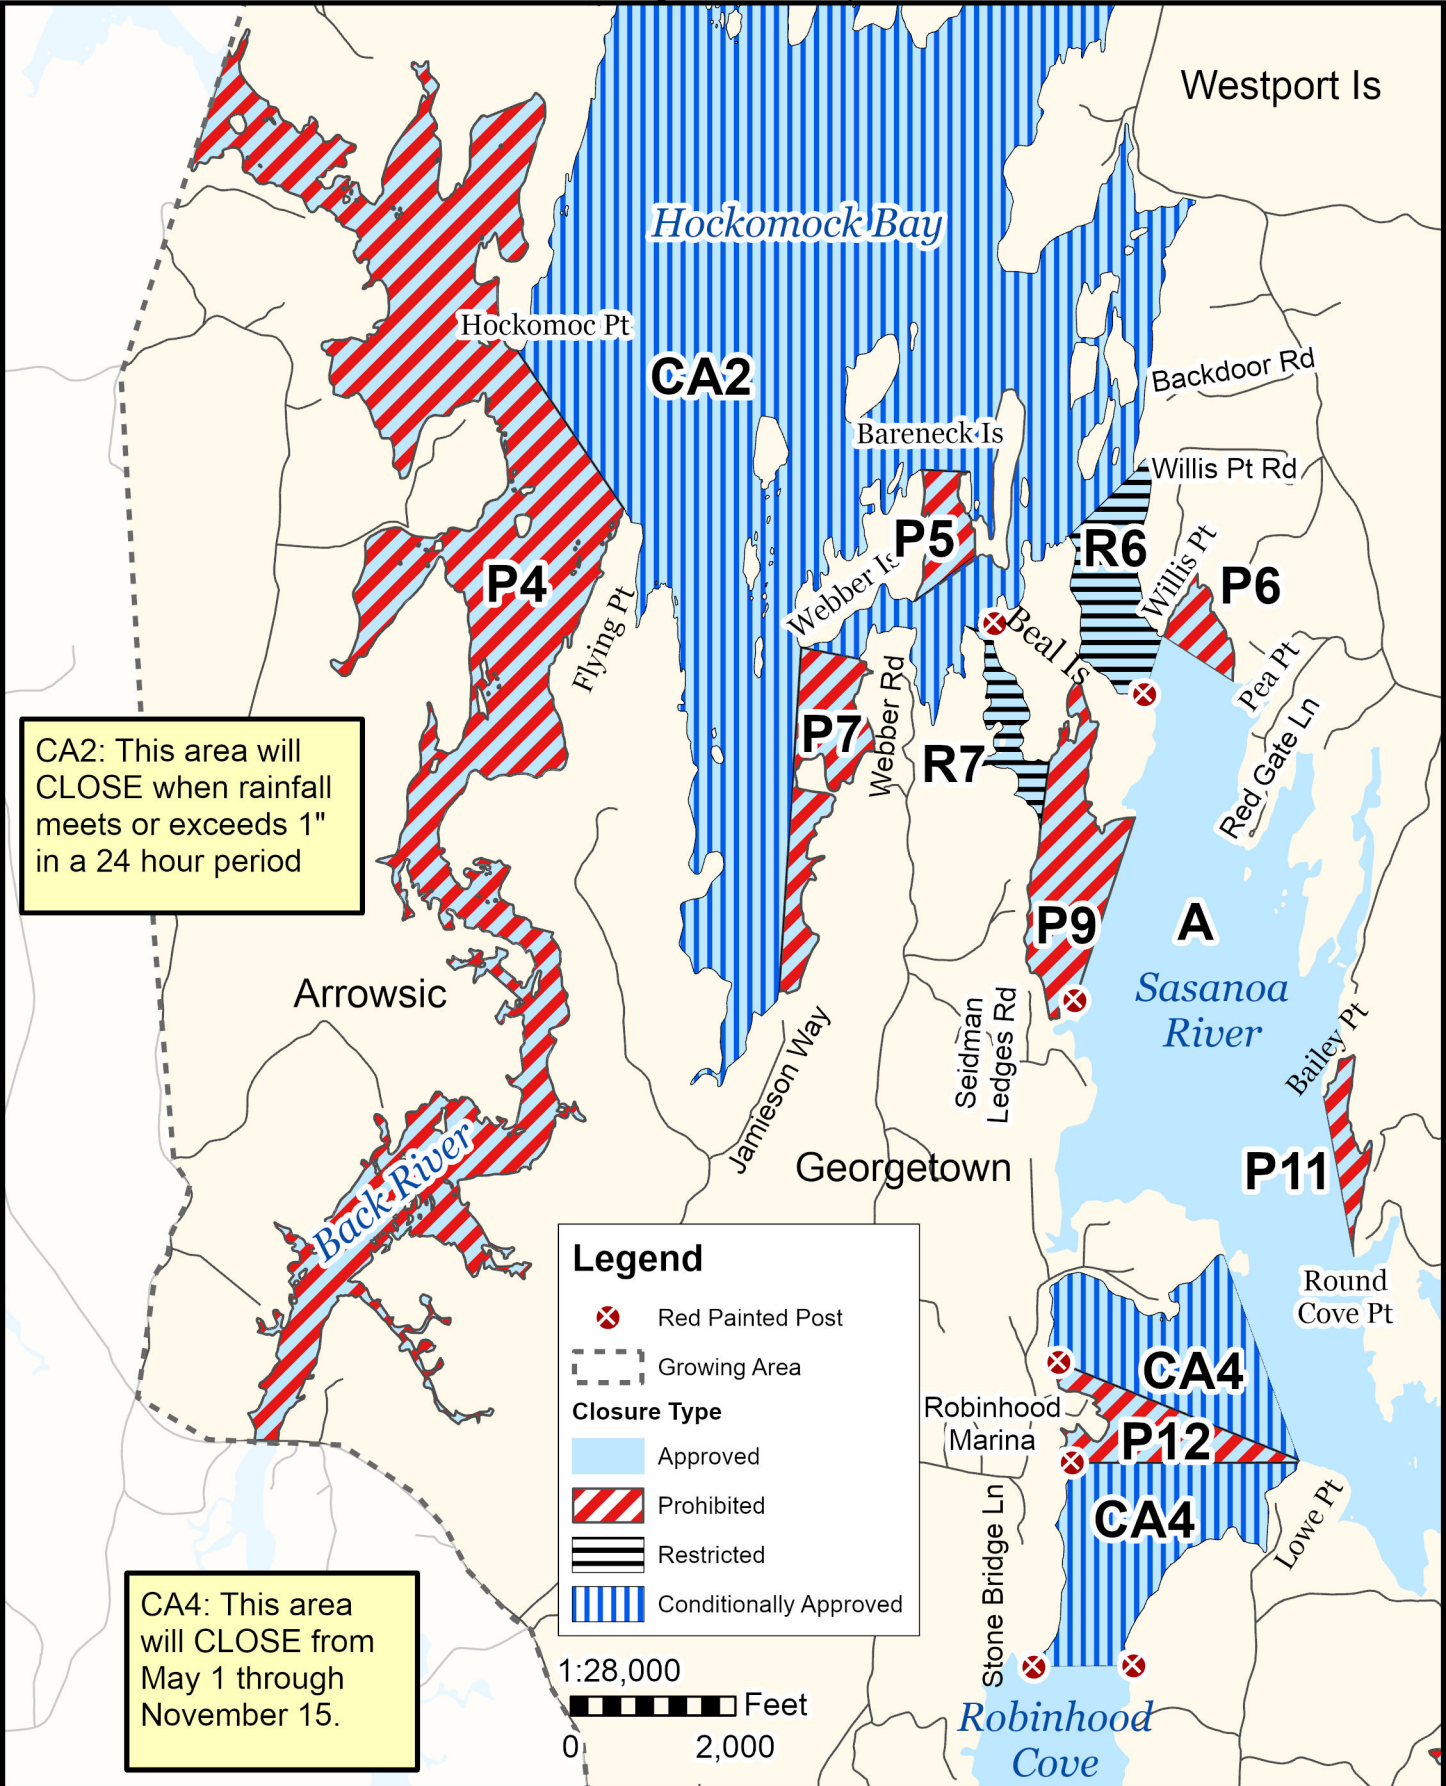 Westport Is
Hockomock Bay
Hockomoc Pt
CA2
Backdoor Rd
Bareneck Is
Willis Pt Rd
P5
R6
Willis Pt
P6
P4
Webber Is
Flying Pt
Beal Is
Pea Pt
Webber Rd
P7
R7
Red Gate Ln
CA2: This area will
CLOSE when rainfall
meets or exceeds 1"
in a 24 hour period
P9
A
Arrowsic
Sasanoa
River
Seidman
Ledges Rd
Jamieson Way
Bailey Pt
Back River
Georgetown
P11
Round
Cove Pt
Legend
Red Painted Post
Growing Area
Closure Type
Approved
Prohibited
Restricted
Conditionally Approved
CA4
Robinhood
Marina
P12
CA4
Stone Bridge Ln
Lowe Pt
CA4: This area
will CLOSE from
May 1 through
November 15.
1:28,000
Feet
0 2,000
Robinhood
Cove